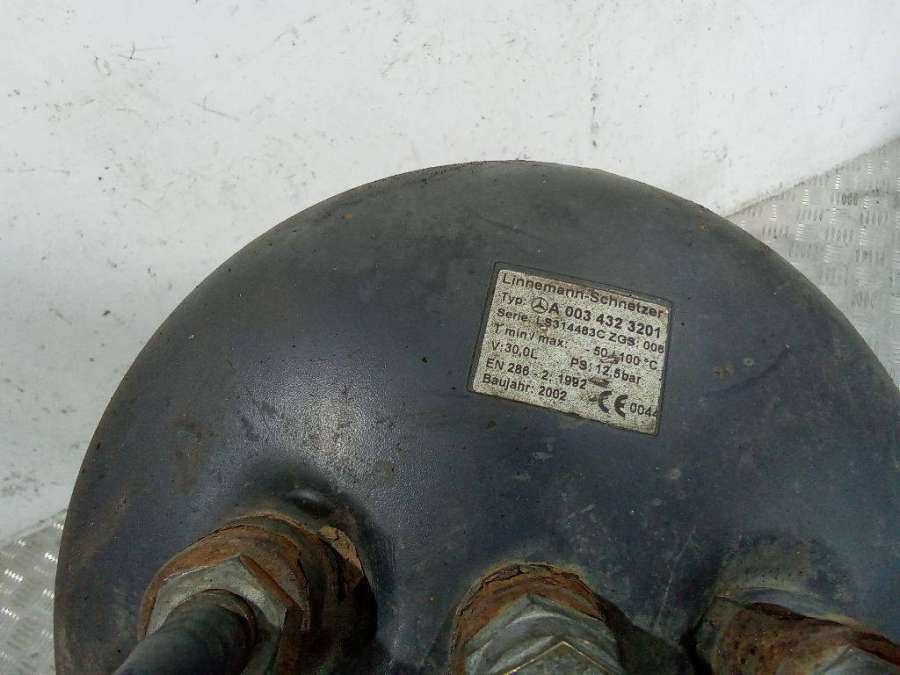 Linnemann-Schnetzer
Typ: A 003 432 3201
Serie: LS314463C ZGS: 006
T min / max: - 50 +100 °C
V: 30,0L PS: 12,5bar
EN 286 - 2: 1992
Baujahr: 2002 CE 0044